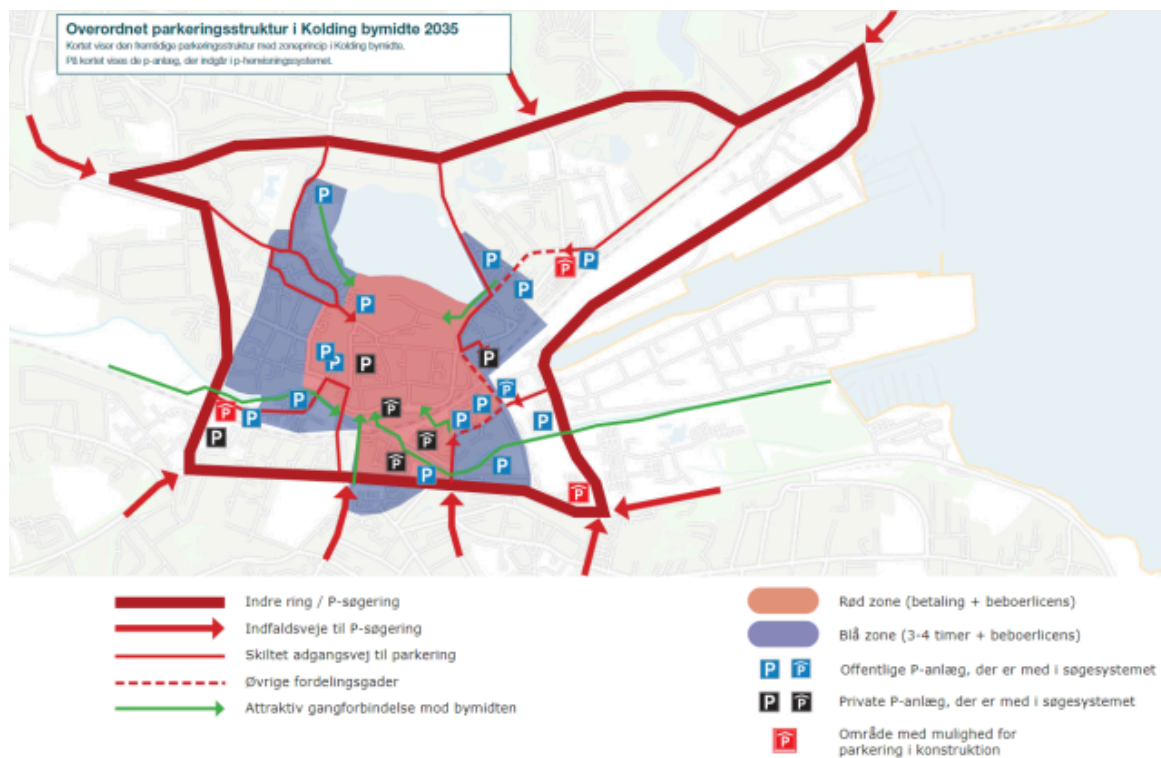 Overordnet parkeringsstruktur i Kolding bymidte 2035
Kortet viser den fremtidige parkeringsstruktur med zoneprincip i Kolding bymidte.
På kortet vises de p-anlæg, der indgår i p-henvisningssystemet.
Indre ring / P-søgering
Indfaldsveje til P-søgering
Skiltet adgangsvej til parkering
Øvrige fordelingsgader
Attraktiv gangforbindelse mod bymidten
Rød zone (betaling + beboerlicens)
Blå zone (3-4 timer + beboerlicens)
P P Offentlige P-anlæg, der er med i søgesystemet
P P Private P-anlæg, der er med i søgesystemet
P Område med mulighed for
parkering i konstruktion